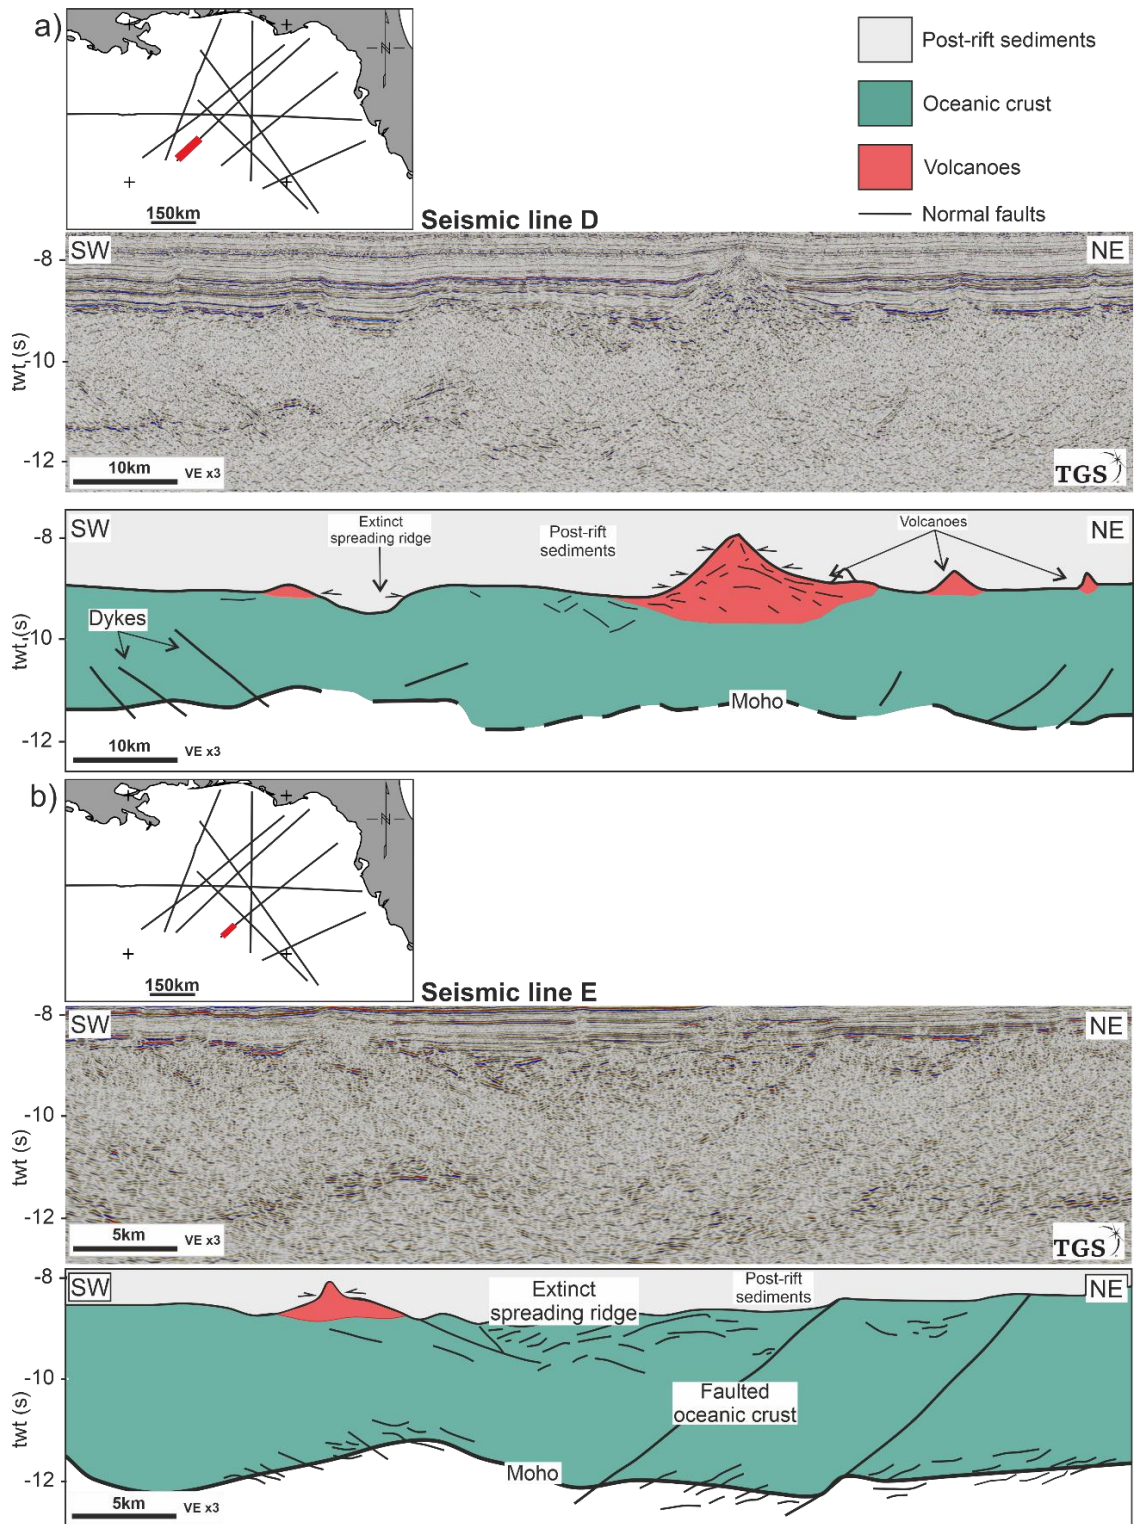 a)
N
150km
Post-rift sediments
Oceanic crust
Volcanoes
Normal faults
Seismic line D
SW
NE
-8
-10
-12
twt (s)
10km
VE x3
TGS
SW
NE
Extinct
spreading ridge
Post-rift
sediments
Volcanoes
Dykes
Moho
-8
-10
-12
twt (s)
10km
VE x3
b)
N
150km
Seismic line E
SW
NE
-8
-10
-12
twt (s)
5km
VE x3
TGS
SW
NE
Extinct
spreading ridge
Post-rift
sediments
Faulted
oceanic crust
Moho
-8
-10
-12
twt (s)
5km
VE x3